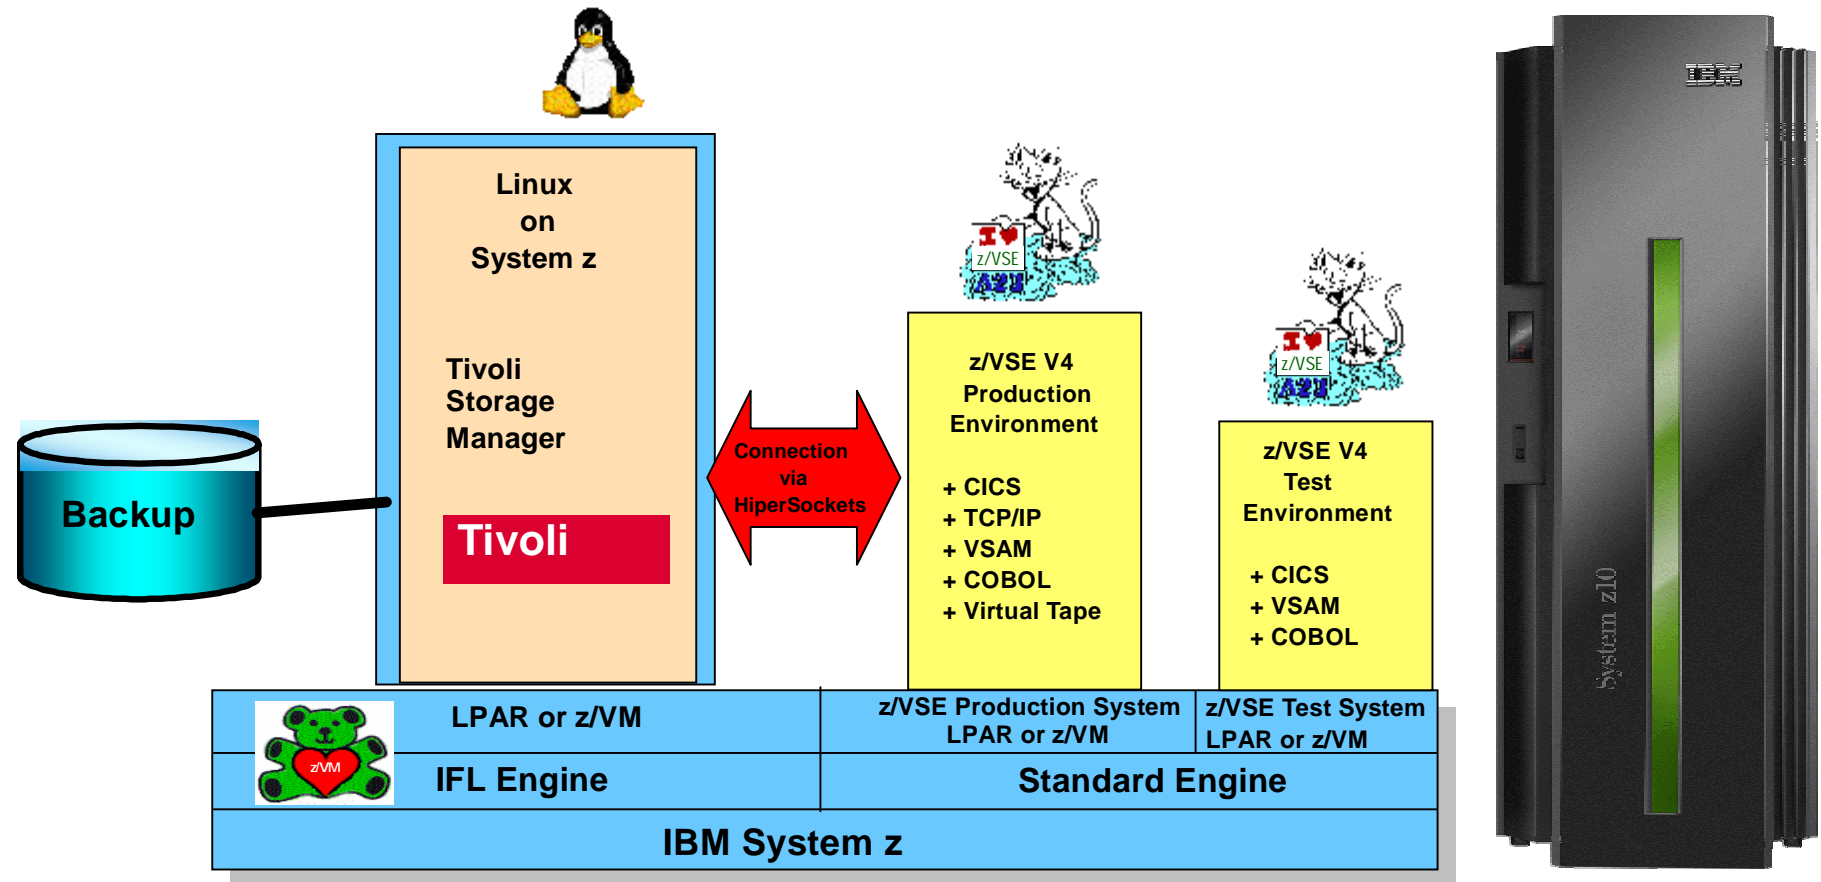 Linux
on
System z
Tivoli
Storage
Manager
Tivoli
Backup
Connection
via
HiperSockets
I
z/VSE
z/VSE V4
Production
Environment
+ CICS
+ TCP/IP
+ VSAM
+ COBOL
+ Virtual Tape
I
z/VSE
z/VSE V4
Test
Environment
+ CICS
+ VSAM
+ COBOL
z/VM
LPAR or z/VM
z/VSE Production System
LPAR or z/VM
z/VSE Test System
LPAR or z/VM
IFL Engine
Standard Engine
IBM System z
IBM
System z10